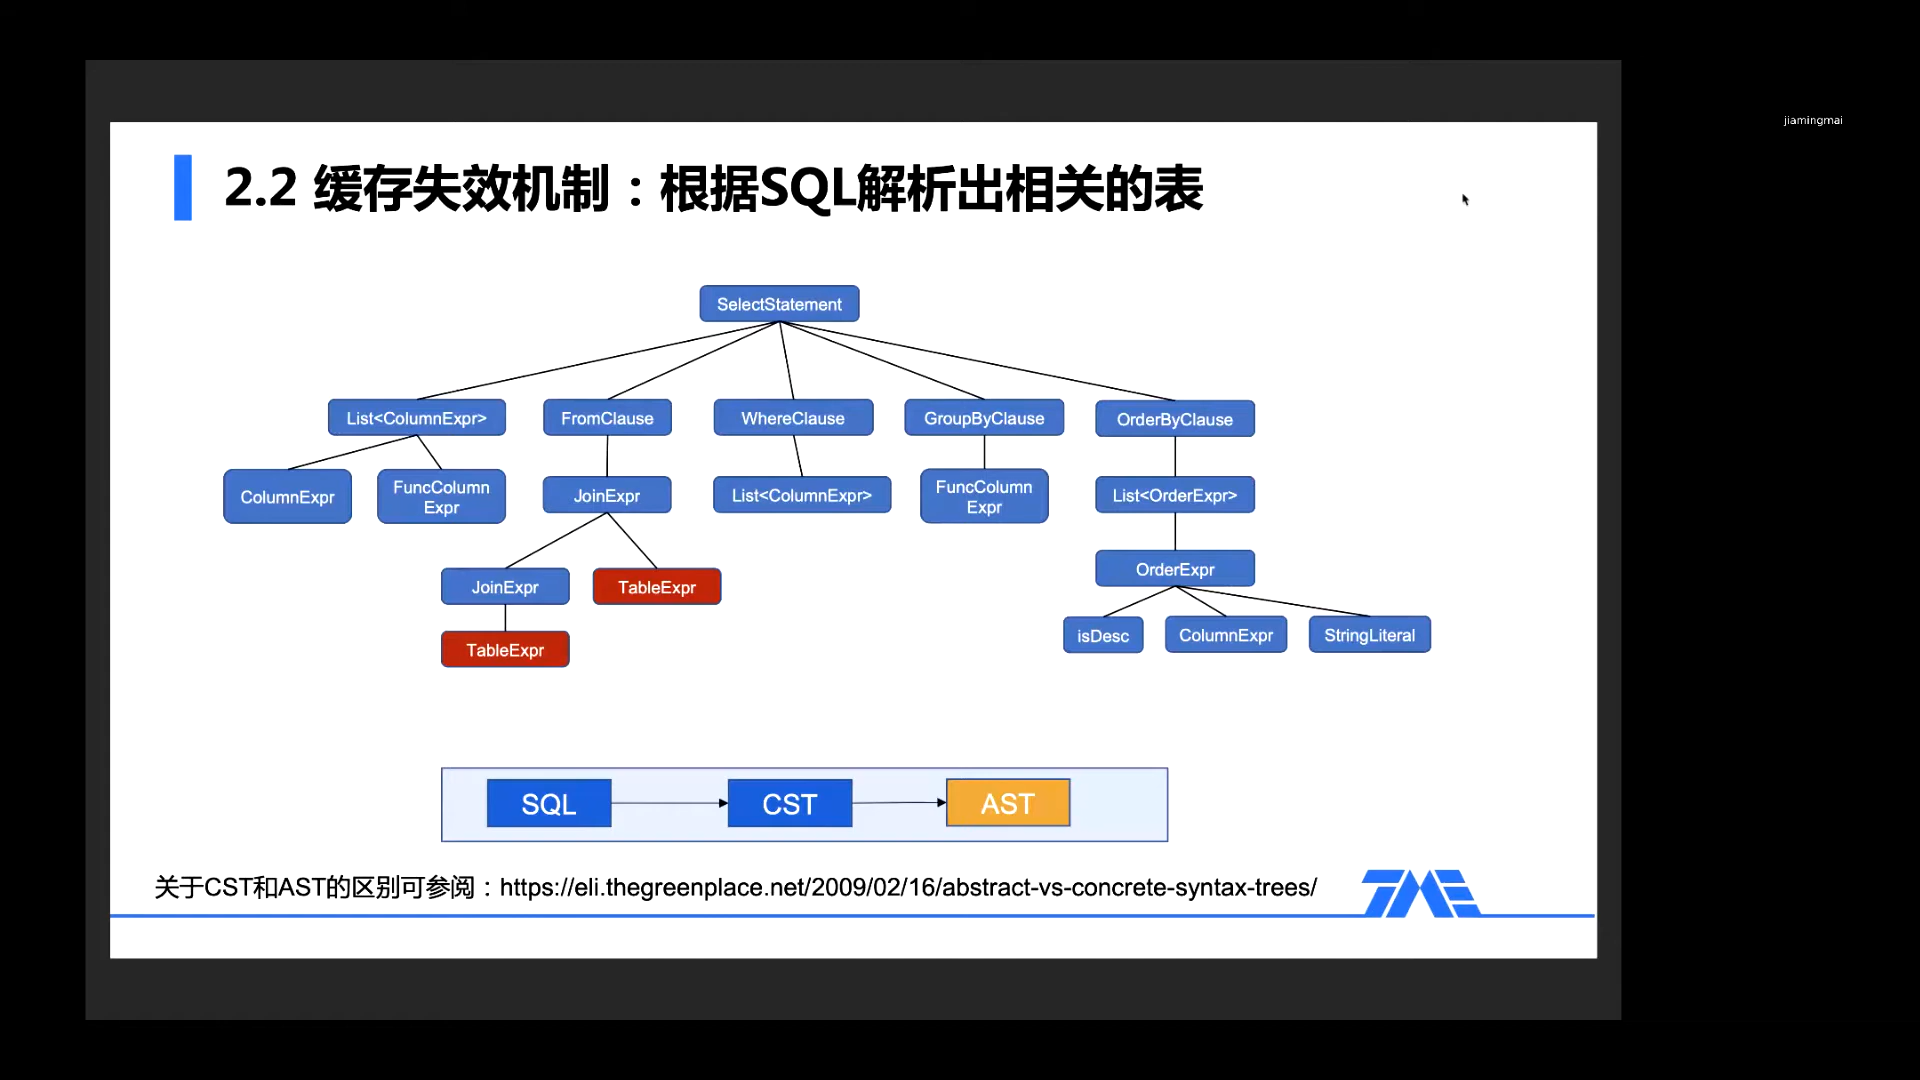 jiamingmai
2.2 缓存失效机制：根据SQL解析出相关的表
SelectStatement
List<ColumnExpr>
FromClause
WhereClause
GroupByClause
OrderByClause
ColumnExpr
FuncColumn
Expr
JoinExpr
List<ColumnExpr>
FuncColumn
Expr
List<OrderExpr>
JoinExpr
TableExpr
OrderExpr
TableExpr
isDesc
ColumnExpr
StringLiteral
SQL
CST
AST
关于CST和AST的区别可参阅：https://eli.thegreenplace.net/2009/02/16/abstract-vs-concrete-syntax-trees/
TME